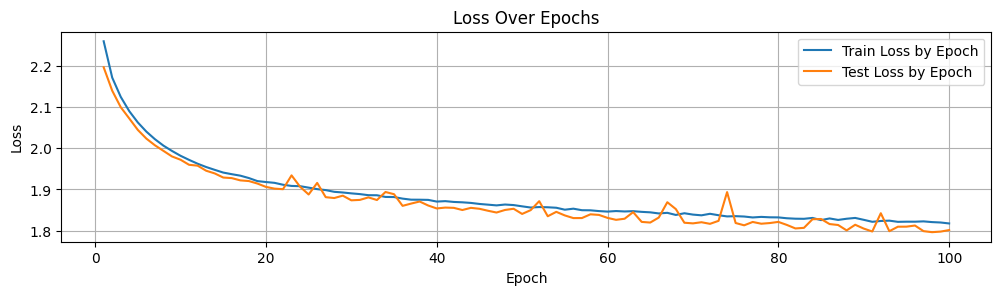 Loss Over Epochs
Train Loss by Epoch
Test Loss by Epoch
Loss
2.2
2.1
2.0
1.9
1.8
0
20
40
60
80
100
Epoch